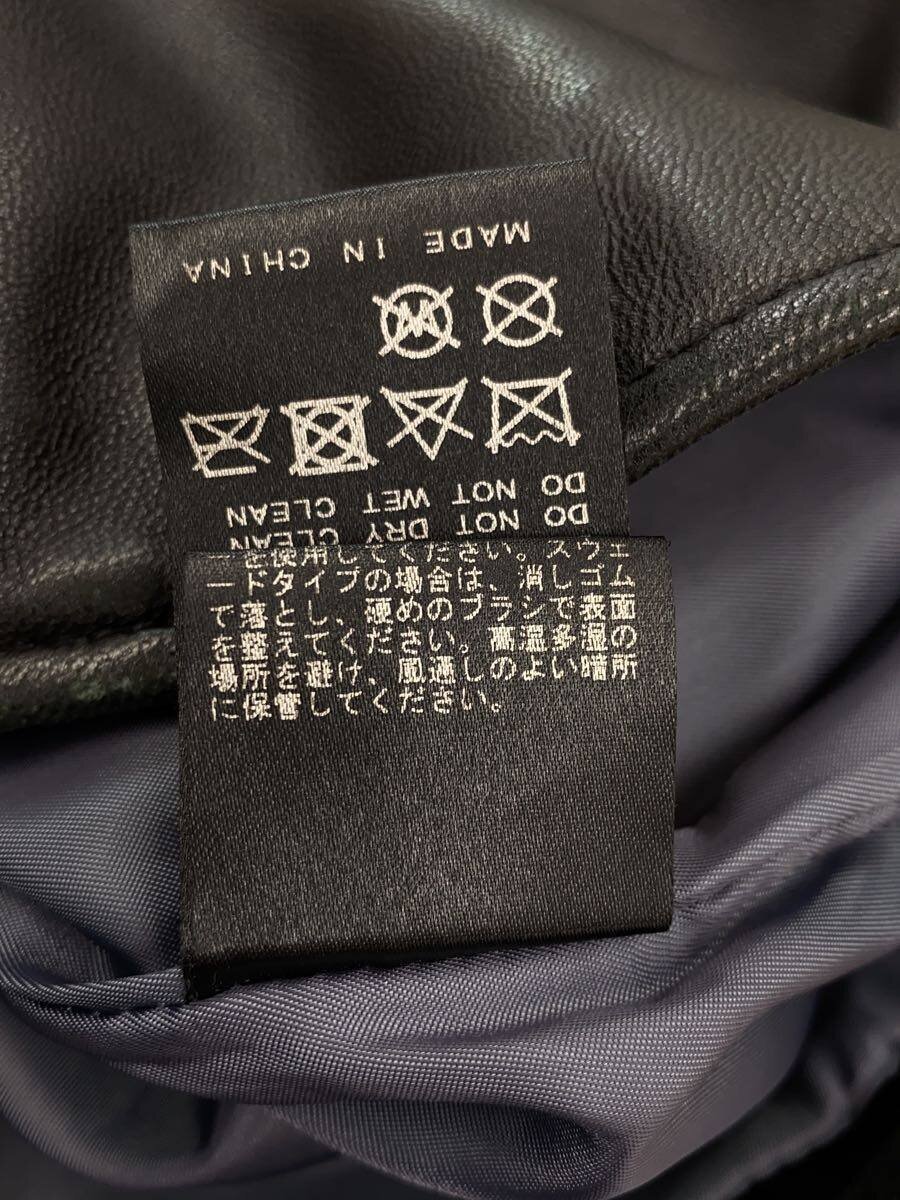 MADE IN CHINA
W
DO NOT WET CLEAN
DO NOT DRY CLEAN
を使用してください。スウェ
ードタイプの場合は、消しゴム
で落とし、硬めのブラシで表面
を整えてください。高温多湿の
場所を避け、風通しのよい暗所
に保管してください。